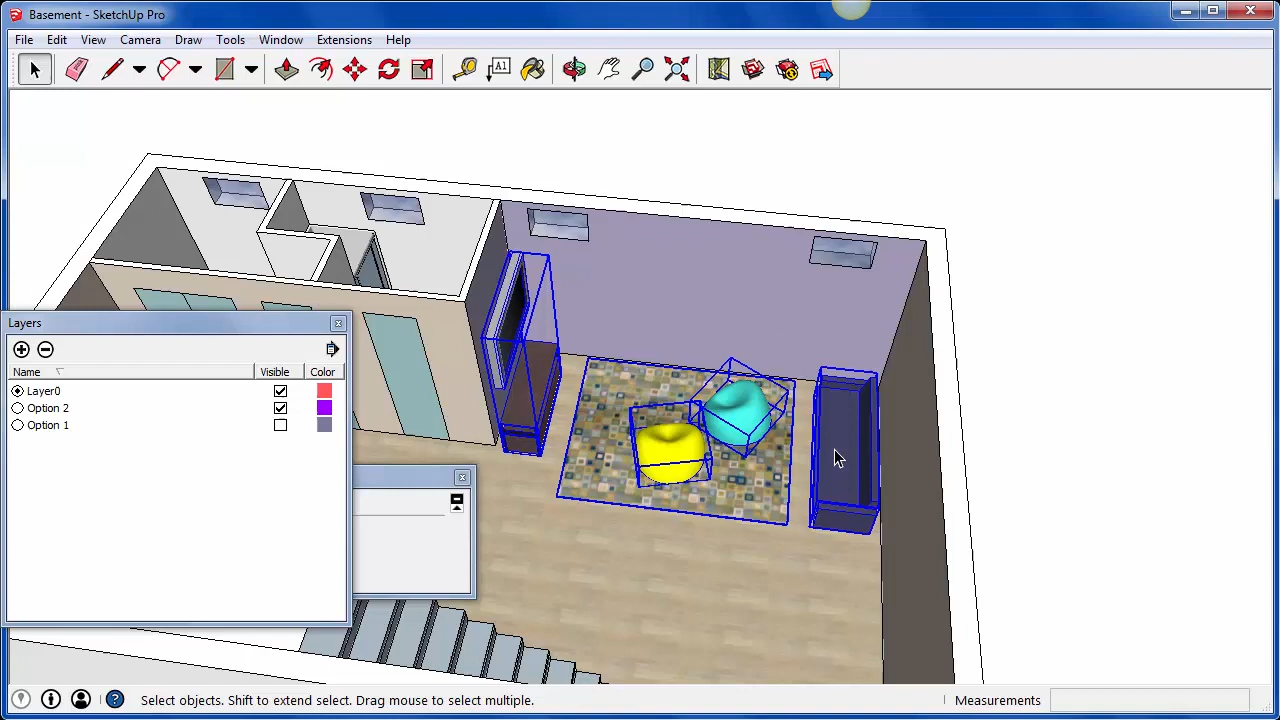 Basement - SketchUp Pro
File Edit View Camera Draw Tools Window Extensions Help
A1
Layers
Name Visible Color
Layer0
Option 2
Option 1
Select objects. Shift to extend select. Drag mouse to select multiple.
Measurements